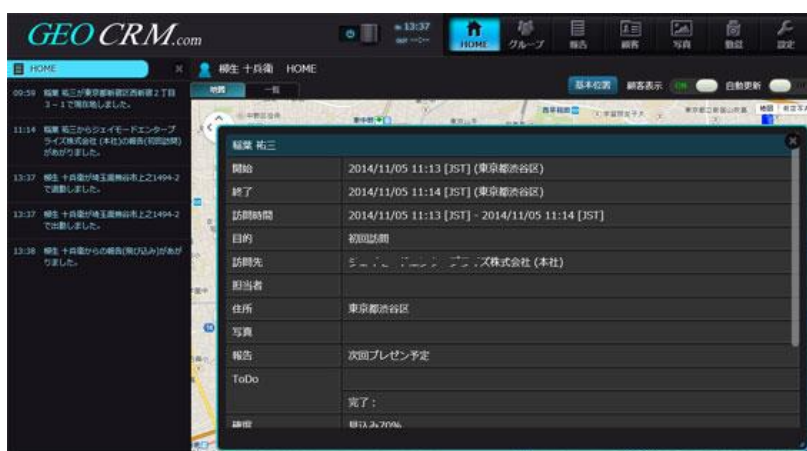 GEO CRM.com
13:37
HOME
グループ
報告
顧客
写真
勤怠
設定
HOME
柳生 十兵衛 HOME
地図
一覧
基本位置
顧客表示
ON
自動更新
09:59 稲葉 祐三が東京都新宿区西新宿2丁目
3-1で現在地しました。
11:14 稲葉 祐三からジェイモードエンタープ
ライズ株式会社 (本社)の報告(初回訪問)
があがりました。
13:37 柳生 十兵衛が埼玉県熊谷市上之1494-2
で退勤しました。
13:37 柳生 十兵衛が埼玉県熊谷市上之1494-2
で出勤しました。
13:38 柳生 十兵衛からの報告(飛び込み)があが
りました。
稲葉 祐三
開始 2014/11/05 11:13 [JST] (東京都渋谷区)
終了 2014/11/05 11:14 [JST] (東京都渋谷区)
訪問時間 2014/11/05 11:13 [JST] - 2014/11/05 11:14 [JST]
目的 初回訪問
訪問先 ズ株式会社 (本社)
担当者
住所 東京都渋谷区
写真
報告 次回プレゼン予定
ToDo
完了:
確度 見込み70%